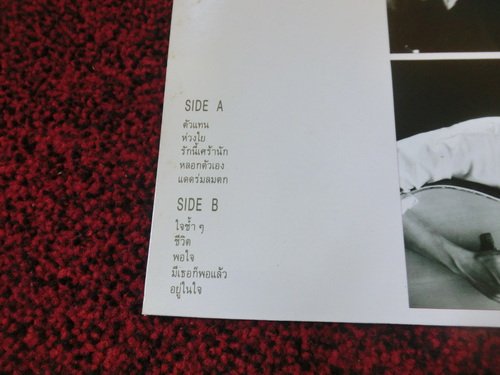 SIDE A
ตัวแทน
ห่วงใย
รักนี้เศร้านัก
หลอกตัวเอง
แดดร่มลมตก
SIDE B
ใจช้ำ ๆ
ชีวิต
พอใจ
มีเธอก็พอแล้ว
อยู่ในใจ